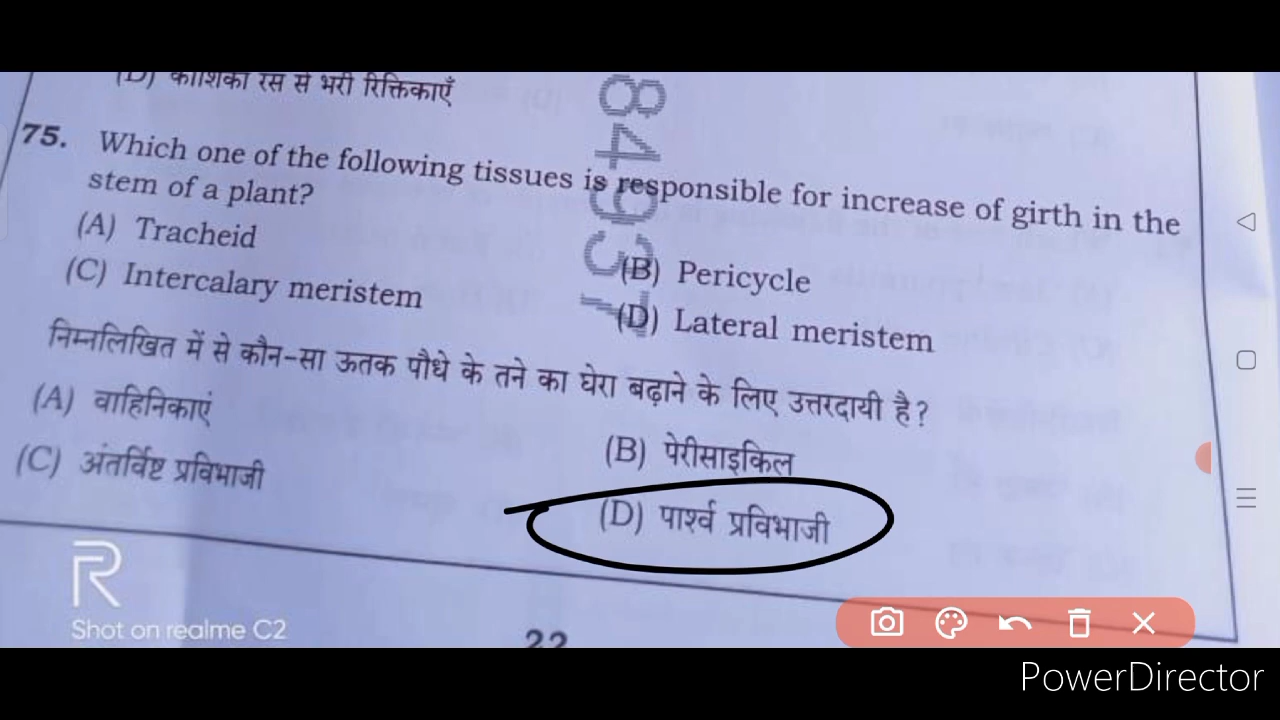 (D) कोशिका रस से भरी रिक्तिकाएँ
75. Which one of the following tissues is responsible for increase of girth in the
stem of a plant?
(A) Tracheid
(B) Pericycle
(C) Intercalary meristem
(D) Lateral meristem
निम्नलिखित में से कौन-सा ऊतक पौधे के तने का घेरा बढ़ाने के लिए उत्तरदायी है?
(A) वाहिनिकाएं
(B) पेरीसाइकिल
(C) अंतर्विष्ट प्रविभाजी
(D) पार्श्व प्रविभाजी
R
Shot on realme C2
22
PowerDirector